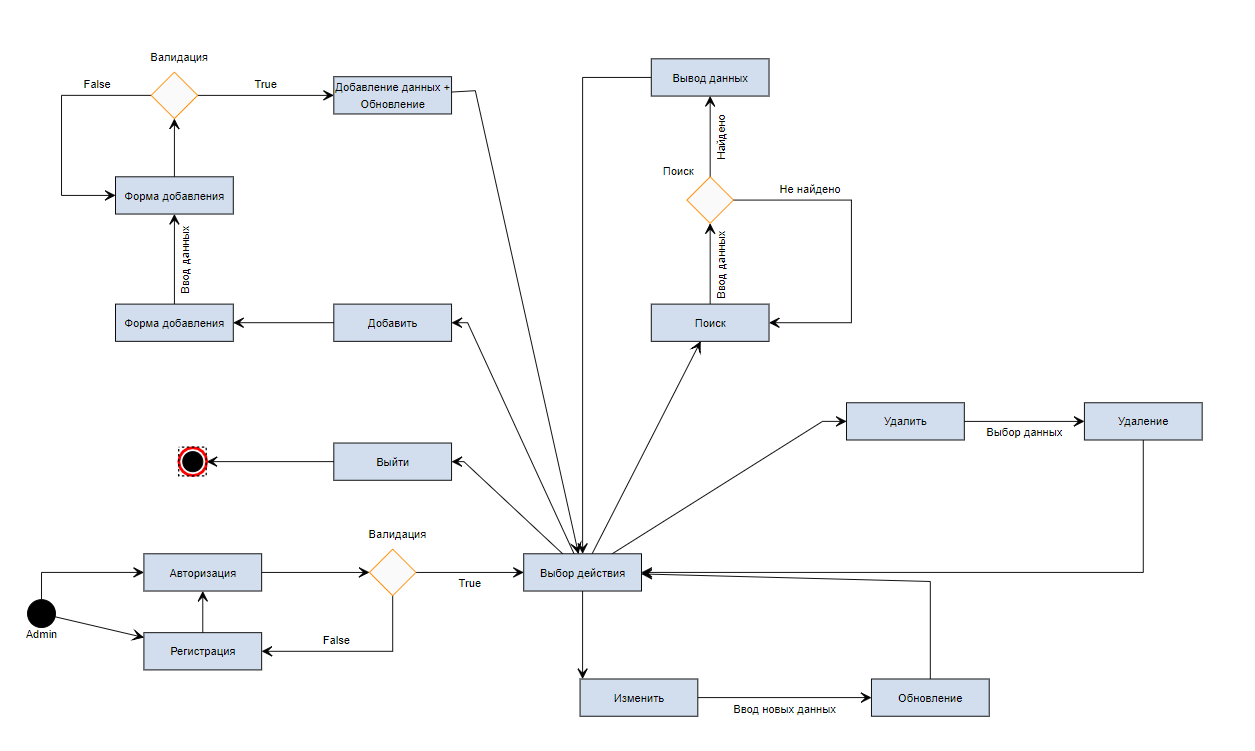 Валидация
False
True
Добавление данных +
Обновление
Вывод данных
Найдено
Поиск
Не найдено
Форма добавления
Ввод данных
Ввод данных
Форма добавления
Добавить
Поиск
Удалить
Выбор данных
Удаление
Выйти
Валидация
Авторизация
True
Выбор действия
Admin
Регистрация
False
Изменить
Ввод новых данных
Обновление